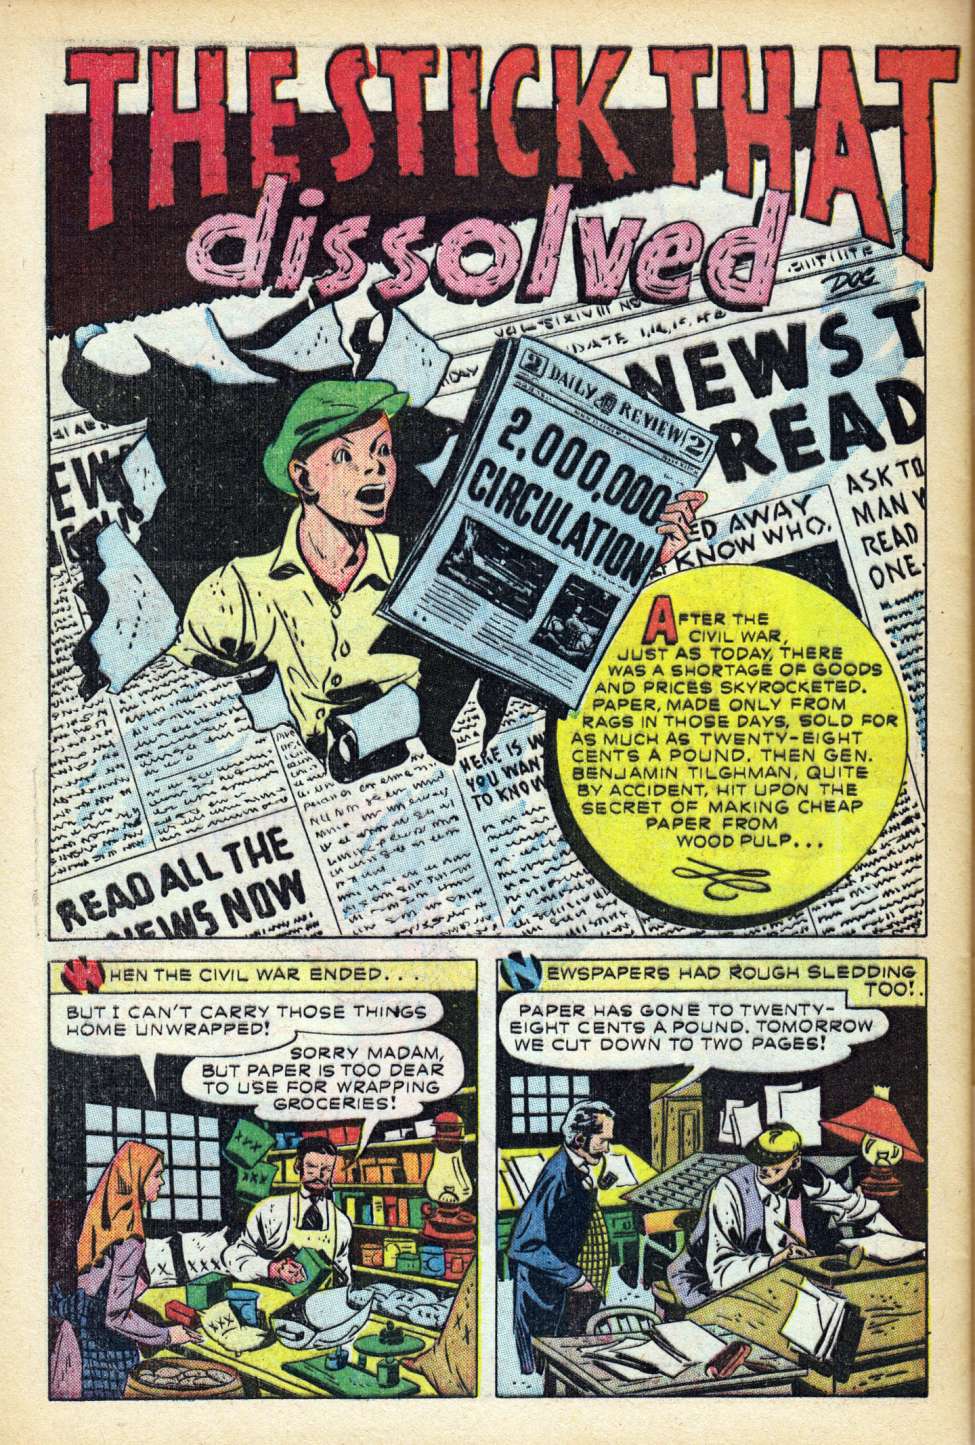 THE STICK THAT
dissolved
DOC
NEWS T
READ
2 DAILY REVIEW 2
2,000,000
CIRCULATION
ED AWAY
KNOW WHO.
ASK TO
MAN
READ
ONE
HERE IS W
YOU WANT
TO KNOW
READ ALL THE
NEWS NOW
AFTER THE
CIVIL WAR,
JUST AS TODAY, THERE
WAS A SHORTAGE OF GOODS
AND PRICES SKYROCKETED.
PAPER, MADE ONLY FROM
RAGS IN THOSE DAYS, SOLD FOR
AS MUCH AS TWENTY-EIGHT
CENTS A POUND. THEN GEN.
BENJAMIN TILGHMAN, QUITE
BY ACCIDENT, HIT UPON THE
SECRET OF MAKING CHEAP
PAPER FROM
WOOD PULP...
WHEN THE CIVIL WAR ENDED....
BUT I CAN'T CARRY THOSE THINGS
HOME UNWRAPPED!
SORRY MADAM,
BUT PAPER IS TOO DEAR
TO USE FOR WRAPPING
GROCERIES!
XXX
XXX
XXX
NEWSPAPERS HAD ROUGH SLEDDING
TOO!.
PAPER HAS GONE TO TWENTY-
EIGHT CENTS A POUND. TOMORROW
WE CUT DOWN TO TWO PAGES!